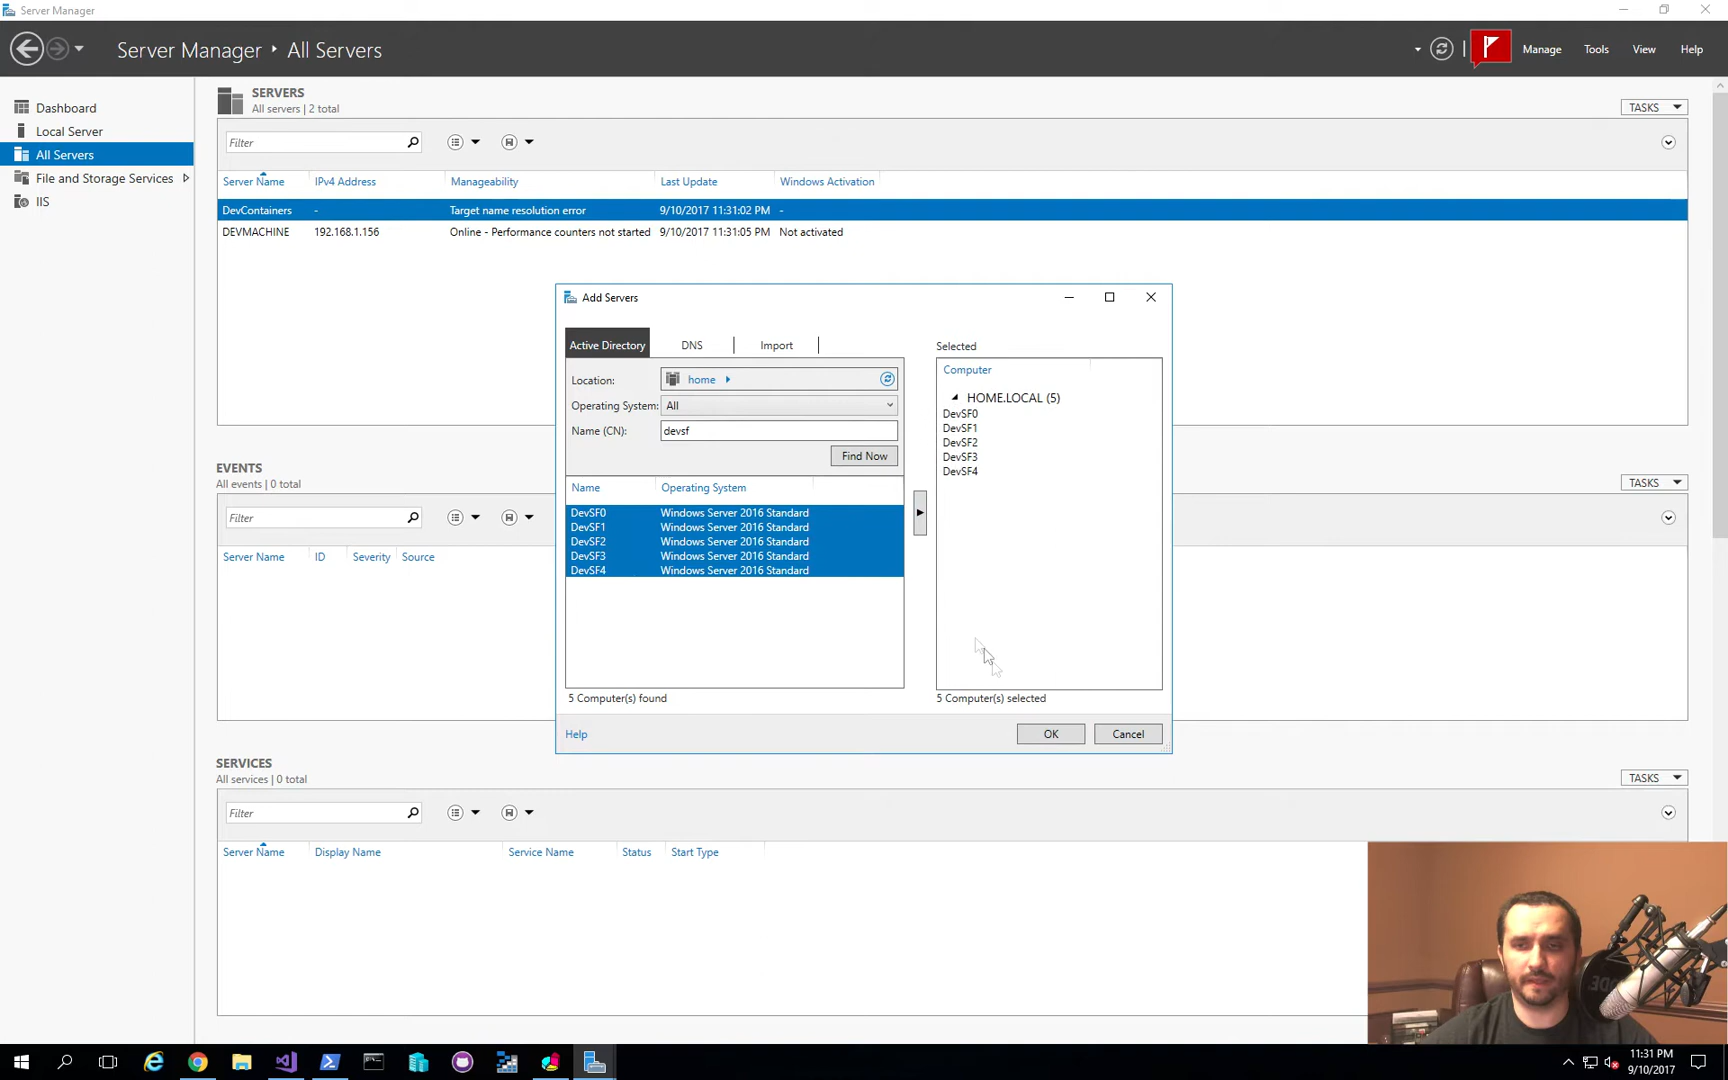 Server Manager
Server Manager All Servers
Manage Tools View Help
Dashboard
Local Server
All Servers
File and Storage Services
IIS
SERVERS
All servers | 2 total
TASKS
Filter
Server Name IPv4 Address Manageability Last Update Windows Activation
DevContainers - Target name resolution error 9/10/2017 11:31:02 PM -
DEVMACHINE 192.168.1.156 Online - Performance counters not started 9/10/2017 11:31:05 PM Not activated
EVENTS
All events | 0 total
TASKS
Filter
Server Name ID Severity Source
SERVICES
All services | 0 total
TASKS
Filter
Server Name Display Name Service Name Status Start Type
Add Servers
Active Directory DNS Import
Location: home
Operating System: All
Name (CN): devsf
Find Now
Name Operating System
DevSF0 Windows Server 2016 Standard
DevSF1 Windows Server 2016 Standard
DevSF2 Windows Server 2016 Standard
DevSF3 Windows Server 2016 Standard
DevSF4 Windows Server 2016 Standard
5 Computer(s) found
Selected
Computer
HOME.LOCAL (5)
DevSF0
DevSF1
DevSF2
DevSF3
DevSF4
5 Computer(s) selected
Help
OK Cancel
11:31 PM
9/10/2017